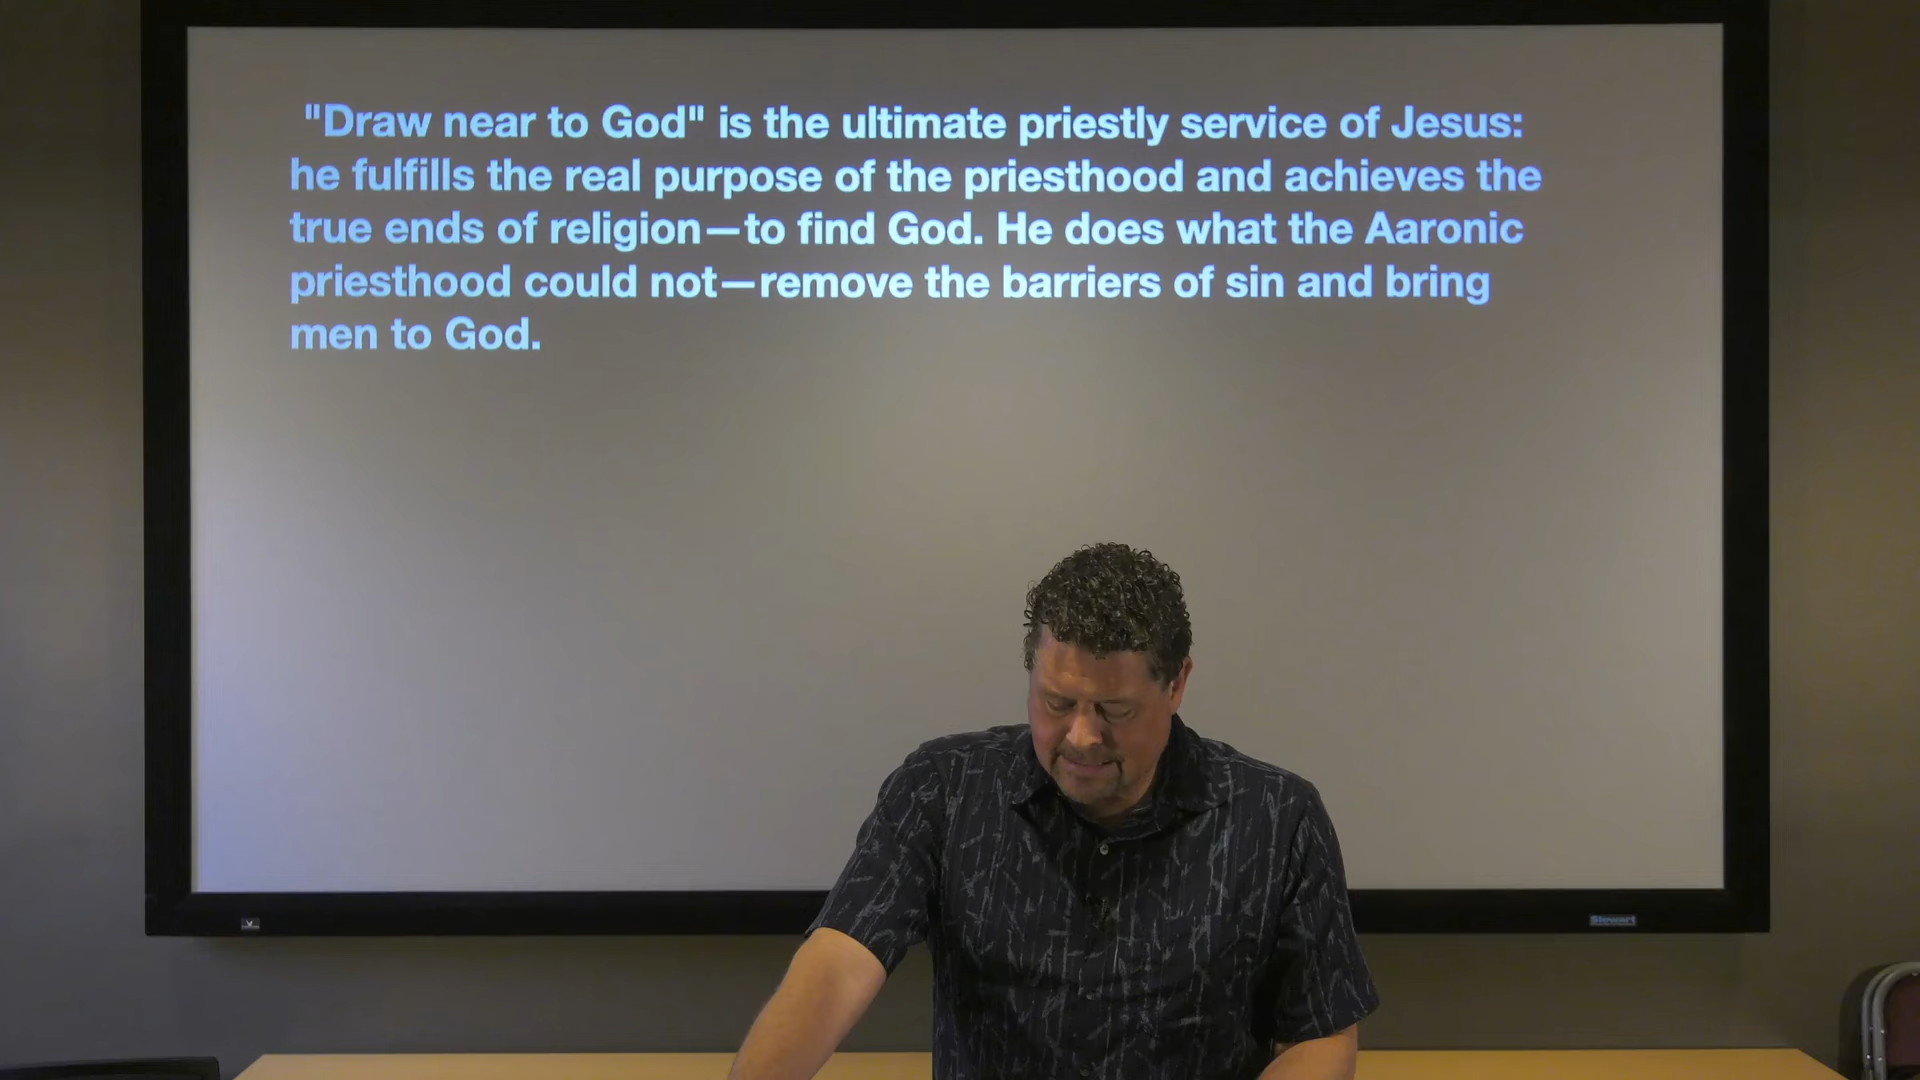 "Draw near to God" is the ultimate priestly service of Jesus:
he fulfills the real purpose of the priesthood and achieves the
true ends of religion—to find God. He does what the Aaronic
priesthood could not—remove the barriers of sin and bring
men to God.
Stewart